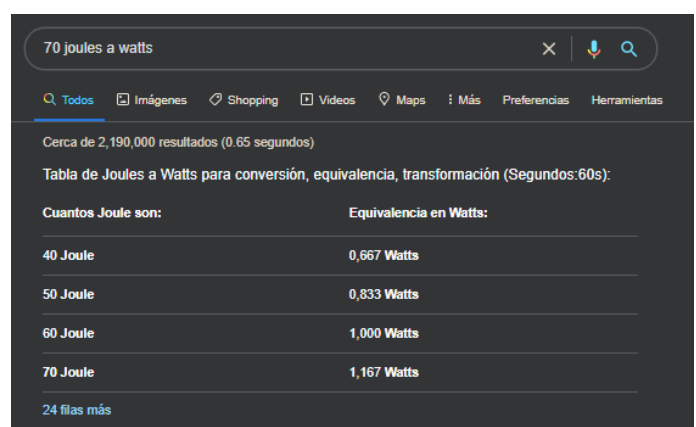 70 joules a watts
Todos Imágenes Shopping Videos Maps Más Preferencias Herramientas
Cerca de 2,190,000 resultados (0.65 segundos)
Tabla de Joules a Watts para conversión, equivalencia, transformación (Segundos:60s):
Cuantos Joule son: Equivalencia en Watts:
40 Joule 0,667 Watts
50 Joule 0,833 Watts
60 Joule 1,000 Watts
70 Joule 1,167 Watts
24 filas más